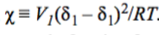 χ ≡ V₁(δ₁ – δ₁)²/RT.